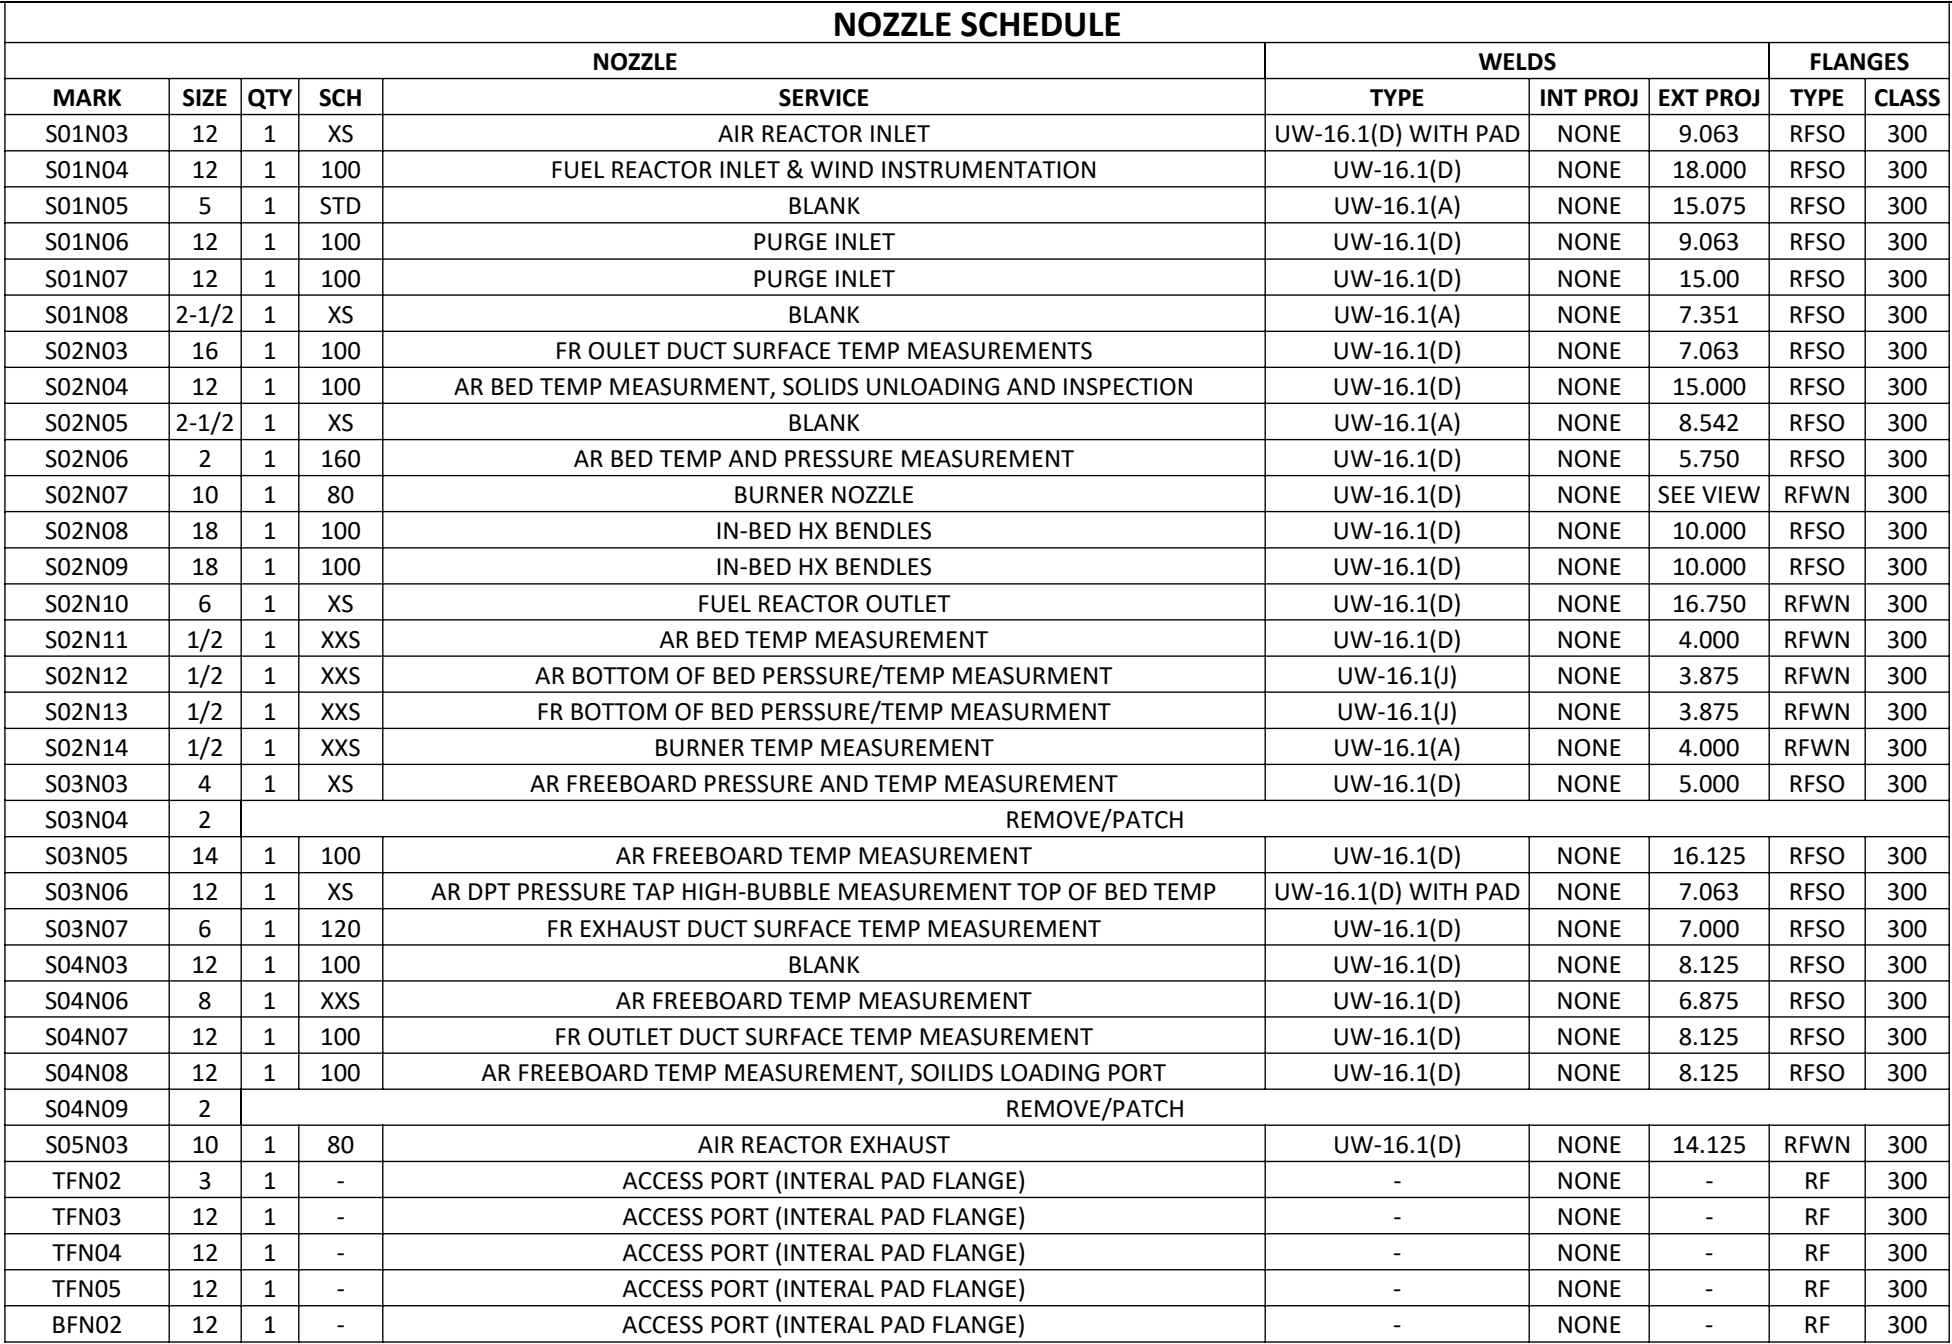 NOZZLE SCHEDULE
NOZZLE WELDS FLANGES
MARK SIZE QTY SCH SERVICE TYPE INT PROJ EXT PROJ TYPE CLASS
S01N03 12 1 XS AIR REACTOR INLET UW-16.1(D) WITH PAD NONE 9.063 RFSO 300
S01N04 12 1 100 FUEL REACTOR INLET & WIND INSTRUMENTATION UW-16.1(D) NONE 18.000 RFSO 300
S01N05 5 1 STD BLANK UW-16.1(A) NONE 15.075 RFSO 300
S01N06 12 1 100 PURGE INLET UW-16.1(D) NONE 9.063 RFSO 300
S01N07 12 1 100 PURGE INLET UW-16.1(D) NONE 15.00 RFSO 300
S01N08 2-1/2 1 XS BLANK UW-16.1(A) NONE 7.351 RFSO 300
S02N03 16 1 100 FR OULET DUCT SURFACE TEMP MEASUREMENTS UW-16.1(D) NONE 7.063 RFSO 300
S02N04 12 1 100 AR BED TEMP MEASURMENT, SOLIDS UNLOADING AND INSPECTION UW-16.1(D) NONE 15.000 RFSO 300
S02N05 2-1/2 1 XS BLANK UW-16.1(A) NONE 8.542 RFSO 300
S02N06 2 1 160 AR BED TEMP AND PRESSURE MEASUREMENT UW-16.1(D) NONE 5.750 RFSO 300
S02N07 10 1 80 BURNER NOZZLE UW-16.1(D) NONE SEE VIEW RFWN 300
S02N08 18 1 100 IN-BED HX BENDLES UW-16.1(D) NONE 10.000 RFSO 300
S02N09 18 1 100 IN-BED HX BENDLES UW-16.1(D) NONE 10.000 RFSO 300
S02N10 6 1 XS FUEL REACTOR OUTLET UW-16.1(D) NONE 16.750 RFWN 300
S02N11 1/2 1 XXS AR BED TEMP MEASUREMENT UW-16.1(D) NONE 4.000 RFWN 300
S02N12 1/2 1 XXS AR BOTTOM OF BED PERSSURE/TEMP MEASURMENT UW-16.1(J) NONE 3.875 RFWN 300
S02N13 1/2 1 XXS FR BOTTOM OF BED PERSSURE/TEMP MEASURMENT UW-16.1(J) NONE 3.875 RFWN 300
S02N14 1/2 1 XXS BURNER TEMP MEASUREMENT UW-16.1(A) NONE 4.000 RFWN 300
S03N03 4 1 XS AR FREEBOARD PRESSURE AND TEMP MEASUREMENT UW-16.1(D) NONE 5.000 RFSO 300
S03N04 2 REMOVE/PATCH
S03N05 14 1 100 AR FREEBOARD TEMP MEASUREMENT UW-16.1(D) NONE 16.125 RFSO 300
S03N06 12 1 XS AR DPT PRESSURE TAP HIGH-BUBBLE MEASUREMENT TOP OF BED TEMP UW-16.1(D) WITH PAD NONE 7.063 RFSO 300
S03N07 6 1 120 FR EXHAUST DUCT SURFACE TEMP MEASUREMENT UW-16.1(D) NONE 7.000 RFSO 300
S04N03 12 1 100 BLANK UW-16.1(D) NONE 8.125 RFSO 300
S04N06 8 1 XXS AR FREEBOARD TEMP MEASUREMENT UW-16.1(D) NONE 6.875 RFSO 300
S04N07 12 1 100 FR OUTLET DUCT SURFACE TEMP MEASUREMENT UW-16.1(D) NONE 8.125 RFSO 300
S04N08 12 1 100 AR FREEBOARD TEMP MEASUREMENT, SOILIDS LOADING PORT UW-16.1(D) NONE 8.125 RFSO 300
S04N09 2 REMOVE/PATCH
S05N03 10 1 80 AIR REACTOR EXHAUST UW-16.1(D) NONE 14.125 RFWN 300
TFN02 3 1 - ACCESS PORT (INTERAL PAD FLANGE) - NONE - RF 300
TFN03 12 1 - ACCESS PORT (INTERAL PAD FLANGE) - NONE - RF 300
TFN04 12 1 - ACCESS PORT (INTERAL PAD FLANGE) - NONE - RF 300
TFN05 12 1 - ACCESS PORT (INTERAL PAD FLANGE) - NONE - RF 300
BFN02 12 1 - ACCESS PORT (INTERAL PAD FLANGE) - NONE - RF 300